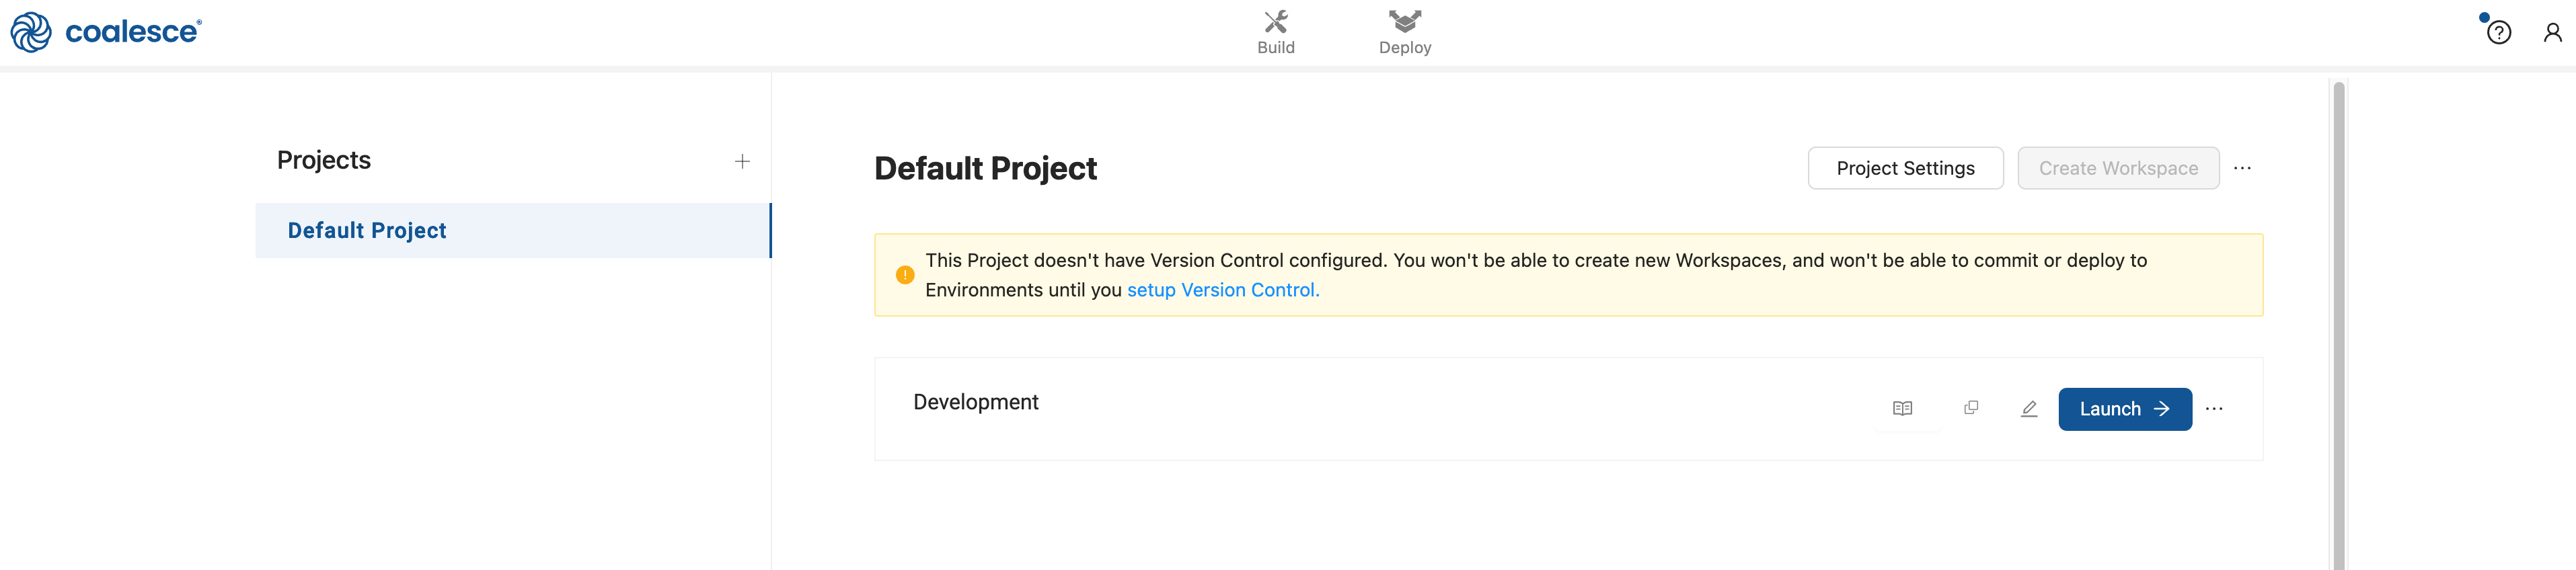 coalesce®
Build
Deploy
Projects
Default Project
Default Project
Project Settings
Create Workspace
This Project doesn't have Version Control configured. You won't be able to create new Workspaces, and won't be able to commit or deploy to
Environments until you setup Version Control.
Development
Launch